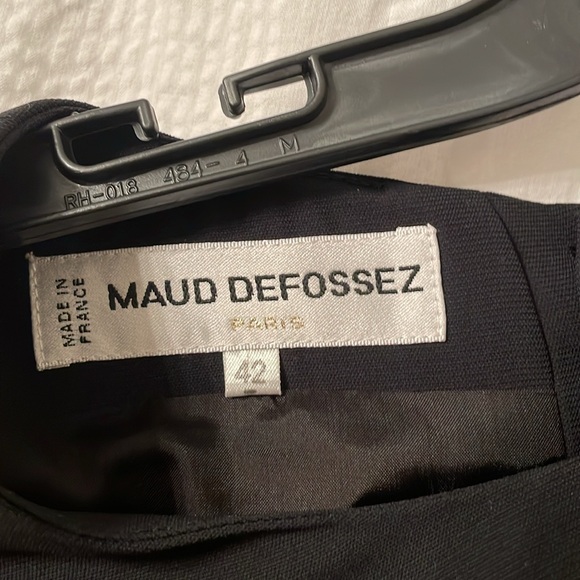 RH-018 484-4 M
MADE IN
FRANCE
MAUD DEFOSSEZ
PARIS
42